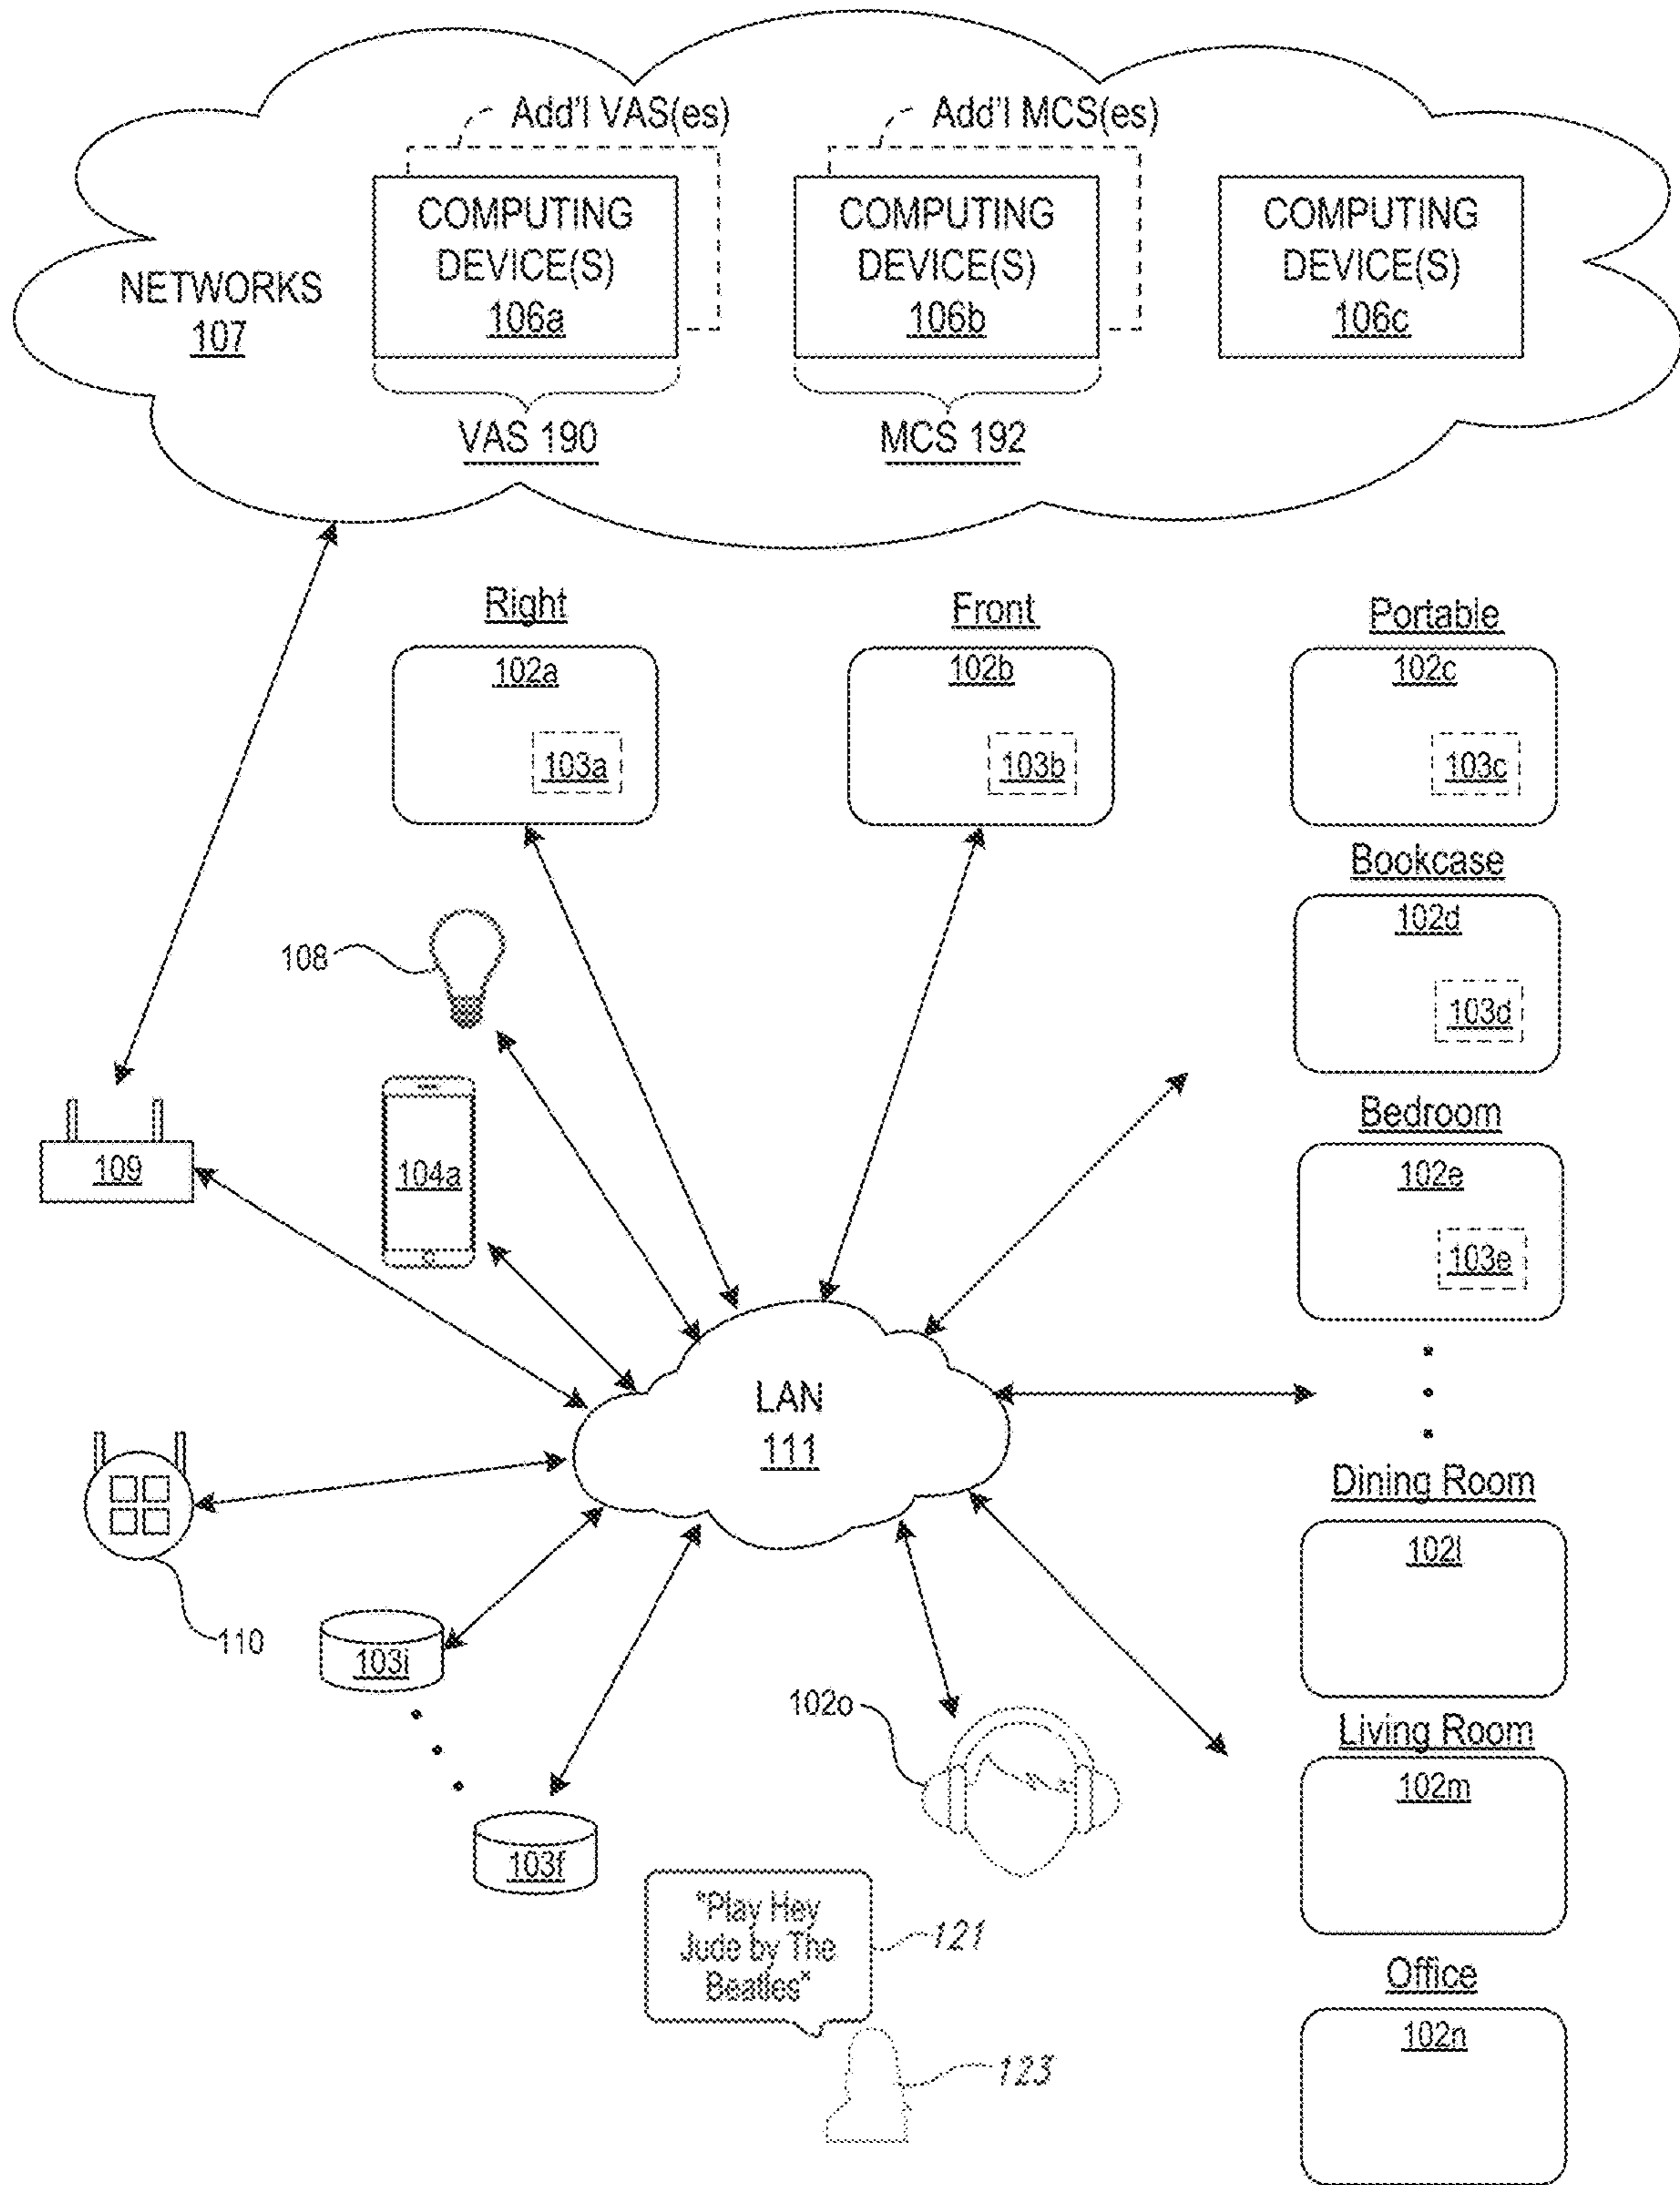 Add'l VAS(es)
Add'l MCS(es)
COMPUTING
DEVICE(S)
106a
COMPUTING
DEVICE(S)
106b
COMPUTING
DEVICE(S)
106c
NETWORKS
107
VAS 190
MCS 192
Right
102a
103a
Front
102b
103b
Portable
102c
103c
Bookcase
102d
103d
108
Bedroom
102e
103e
104a
109
LAN
111
Dining Room
102l
110
103i
102o
Living Room
102m
103f
"Play Hey
Jude by The
Beatles"
121
Office
102n
123